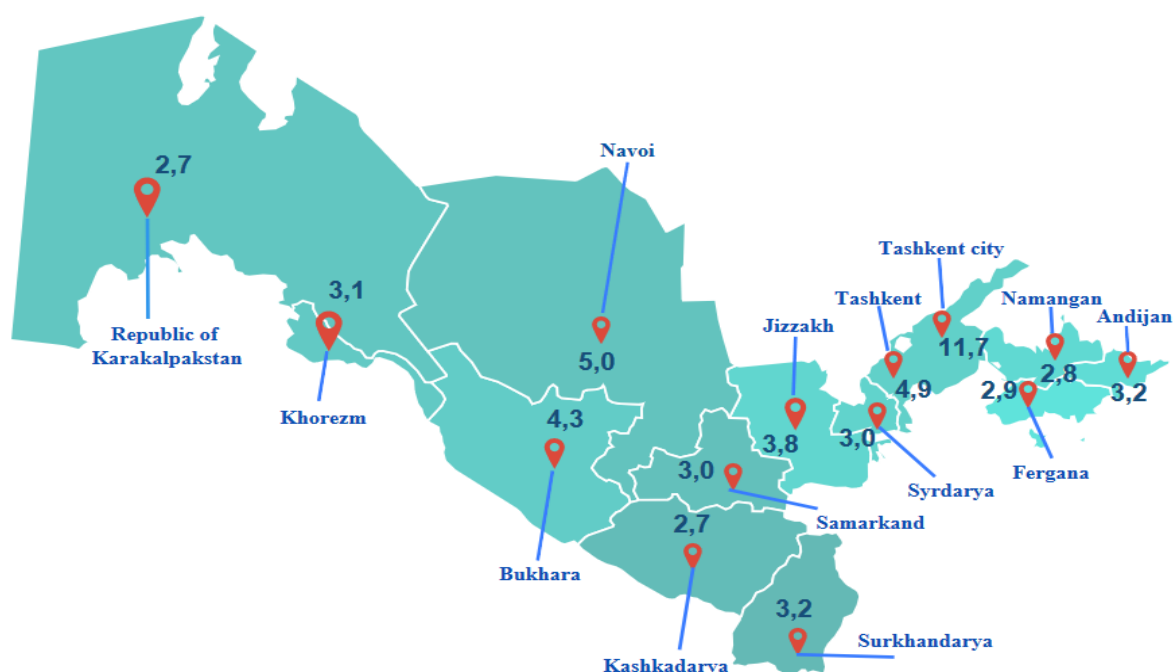 Navoi
2,7
Tashkent city
3,1
Tashkent
Namangan
Andijan
Republic of
Karakalpakstan
Jizzakh
11,7
5,0
2,8
4,9
2,9
3,2
Khorezm
4,3
3,8
3,0
3,0
Fergana
Syrdarya
2,7
Samarkand
Bukhara
3,2
Surkhandarya
Kashkadarya